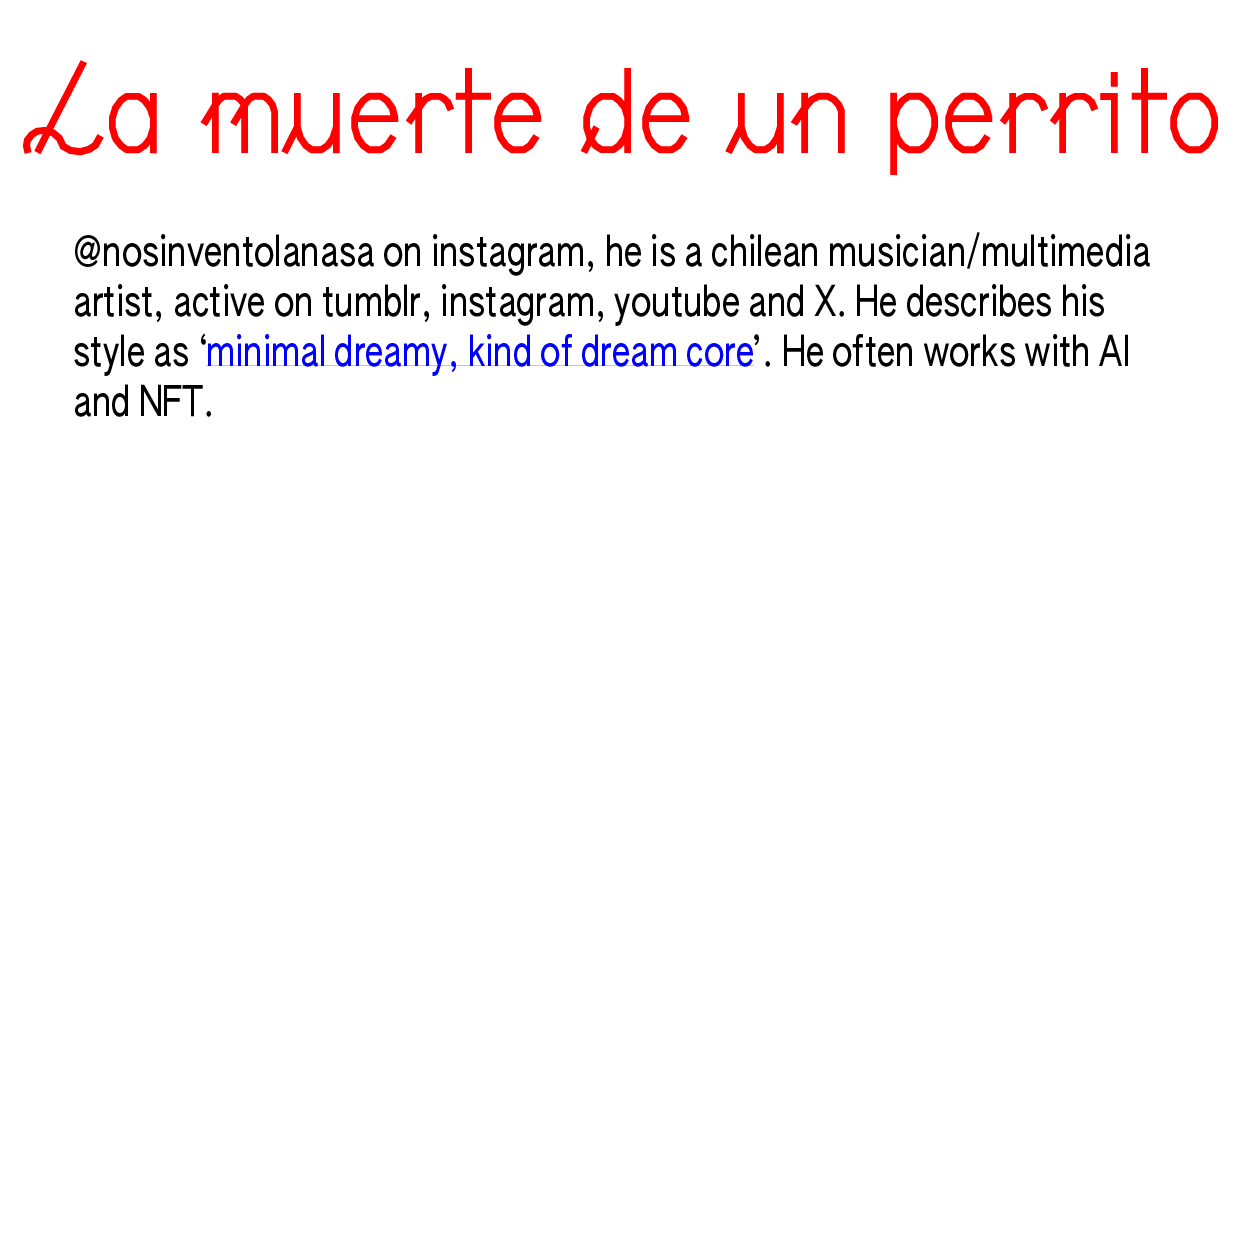 La muerte de un perrito
@nosinventolanasa on instagram, he is a chilean musician/multimedia
artist, active on tumblr, instagram, youtube and X. He describes his
style as ‘minimal dreamy, kind of dream core’. He often works with AI
and NFT.